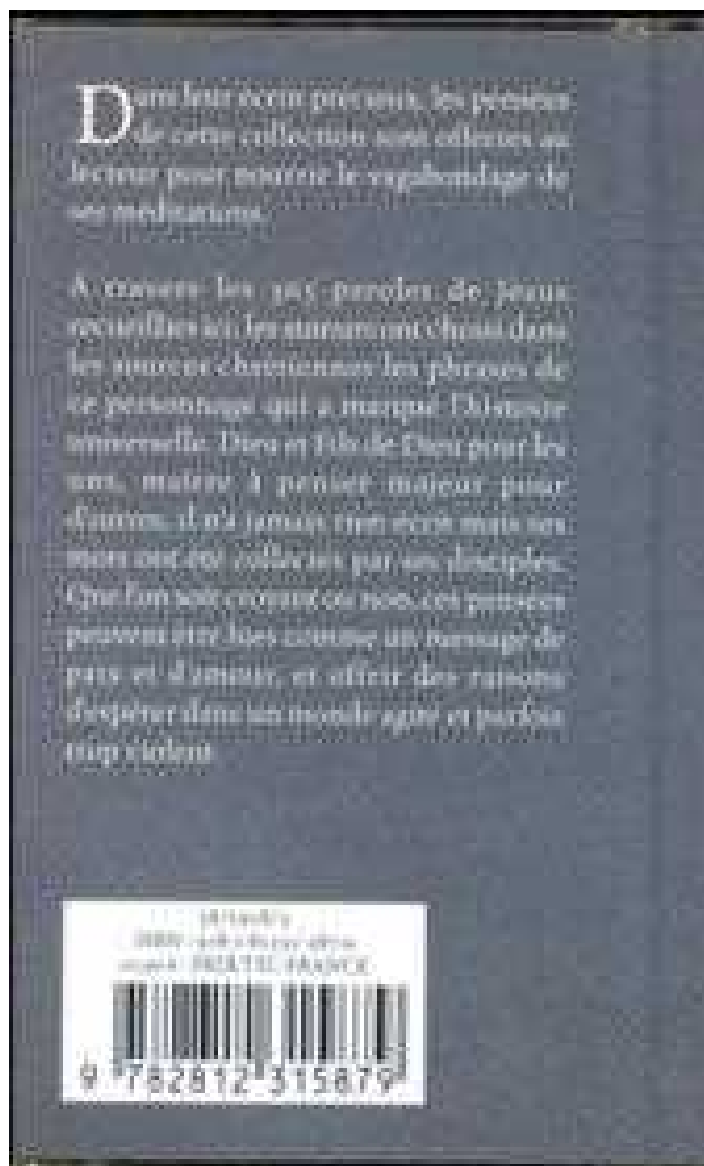 Dans leur écrin précieux, les pensées
de cette collection sont offertes au
lecteur pour nourrir le vagabondage de
ses méditations.
A travers les 365 paroles de Jésus
recueillies ici, les auteurs ont choisi dans
les sources chrétiennes les phrases de
ce personnage qui a marqué l'histoire
universelle. Dieu et Fils de Dieu pour les
uns, maître à penser majeur pour
d'autres, il n'a jamais rien écrit mais ses
mots ont été collectés par ses disciples.
Que l'on soit croyant ou non, ces pensées
peuvent être lues comme un message de
paix et d'amour, et offrir des raisons
d'espérer dans un monde agité et parfois
trop violent.
ISBN
PRIX TTC FRANCE
9 782812 315879